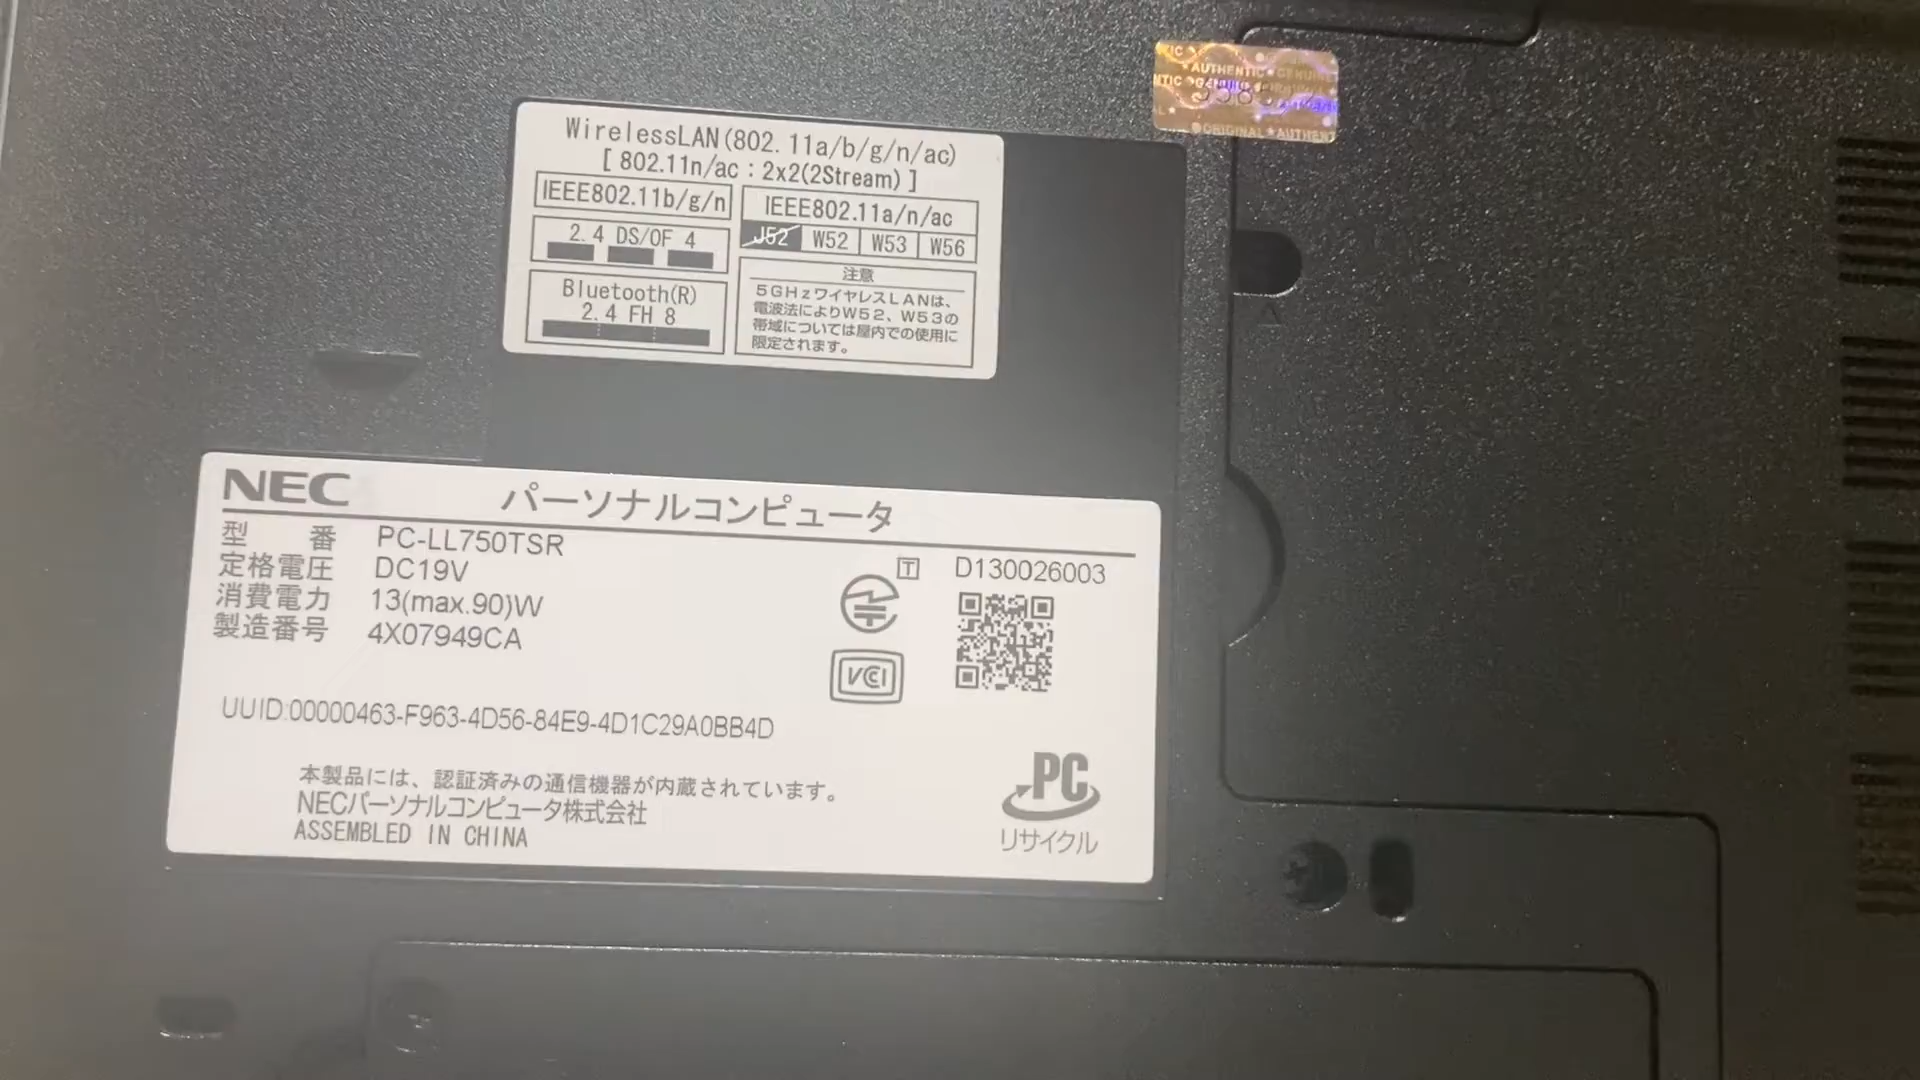 AUTHENTIC★GENUINE
ORIGINAL★AUTHENT
WirelessLAN(802.11a/b/g/n/ac)
[ 802.11n/ac：2x2(2Stream) ]
IEEE802.11b/g/n
IEEE802.11a/n/ac
2.4 DS/OF 4
J52 W52 W53 W56
Bluetooth(R)
2.4 FH 8
注意
5GHzワイヤレスLANは、
電波法によりW52、W53の
帯域については屋内での使用に
限定されます。
NEC パーソナルコンピュータ
型 番 PC-LL750TSR
定格電圧 DC19V
消費電力 13(max.90)W
製造番号 4X07949CA
T D130026003
VCCI
UUID:00000463-F963-4D56-84E9-4D1C29A0BB4D
本製品には、認証済みの通信機器が内蔵されています。
NECパーソナルコンピュータ株式会社
ASSEMBLED IN CHINA
PC
リサイクル